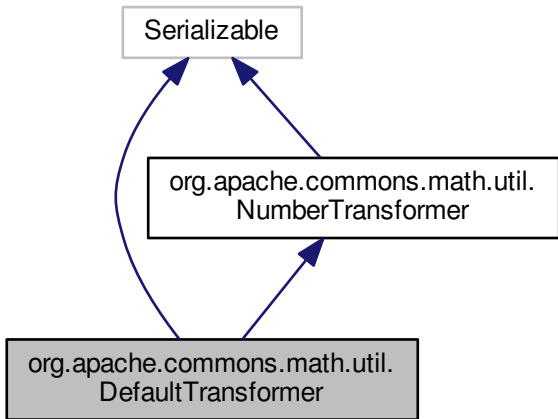 Serializable
org.apache.commons.math.util.
NumberTransformer
org.apache.commons.math.util.
DefaultTransformer